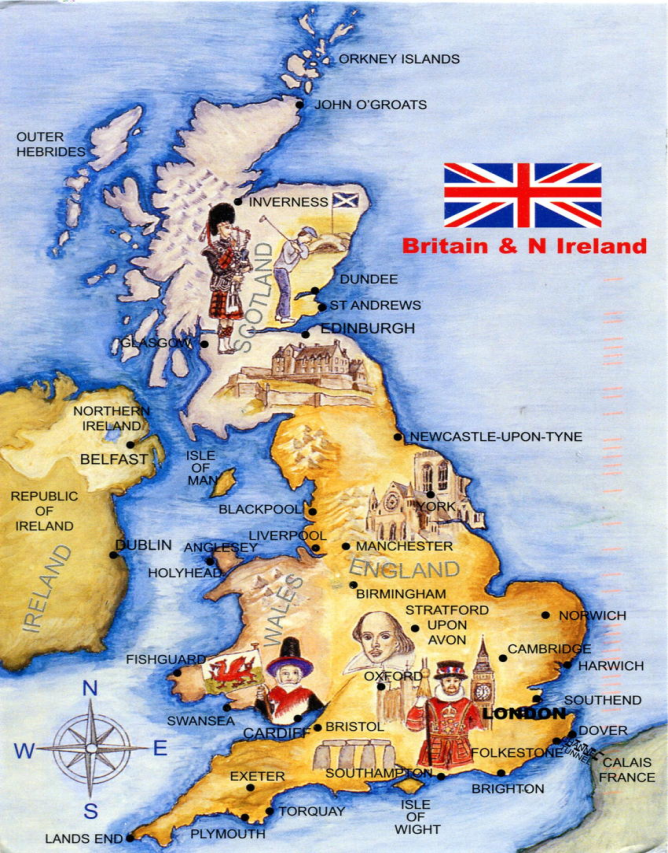 ORKNEY ISLANDS
JOHN O'GROATS
OUTER
HEBRIDES
INVERNESS
Britain & N Ireland
SCOTLAND
DUNDEE
ST ANDREWS
EDINBURGH
GLASGOW
NORTHERN
IRELAND
BELFAST
NEWCASTLE-UPON-TYNE
ISLE
OF
MAN
REPUBLIC
OF
IRELAND
BLACKPOOL
YORK
LIVERPOOL
DUBLIN
ANGLESEY
MANCHESTER
HOLYHEAD
ENGLAND
IRELAND
WALES
BIRMINGHAM
STRATFORD
UPON
AVON
NORWICH
CAMBRIDGE
FISHGUARD
HARWICH
OXFORD
N
SOUTHEND
SWANSEA
LONDON
CARDIFF
BRISTOL
DOVER
W
E
FOLKESTONE
CHANNEL
TUNNEL
CALAIS
FRANCE
EXETER
SOUTHAMPTON
BRIGHTON
S
TORQUAY
ISLE
OF
WIGHT
PLYMOUTH
LANDS END